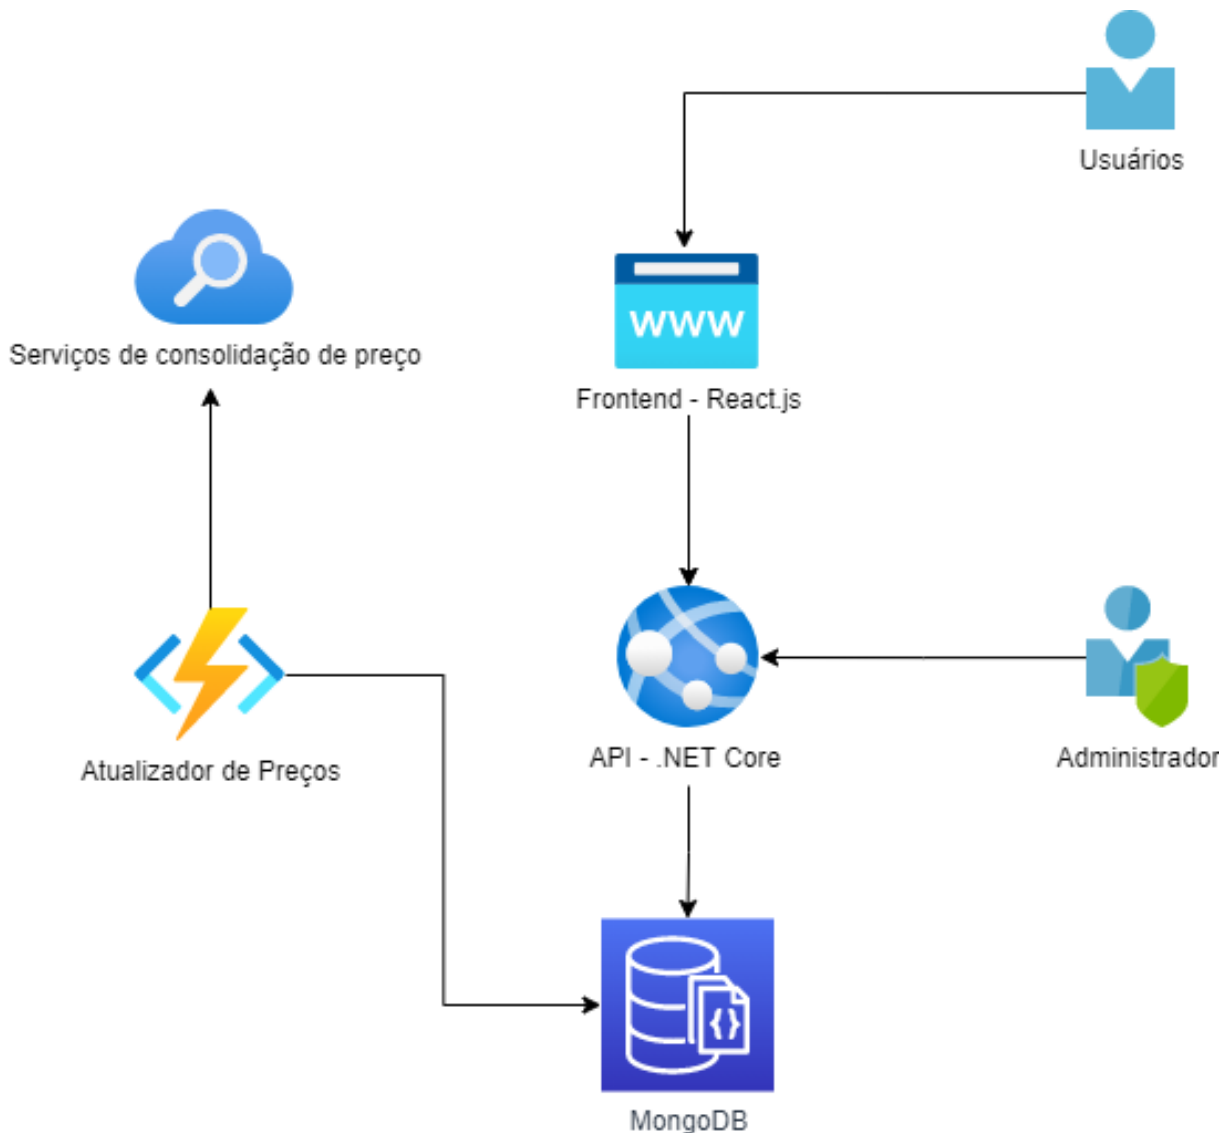 Usuários
www
Serviços de consolidação de preço
Frontend - React.js
API - .NET Core
Administrador
Atualizador de Preços
{}
MongoDB